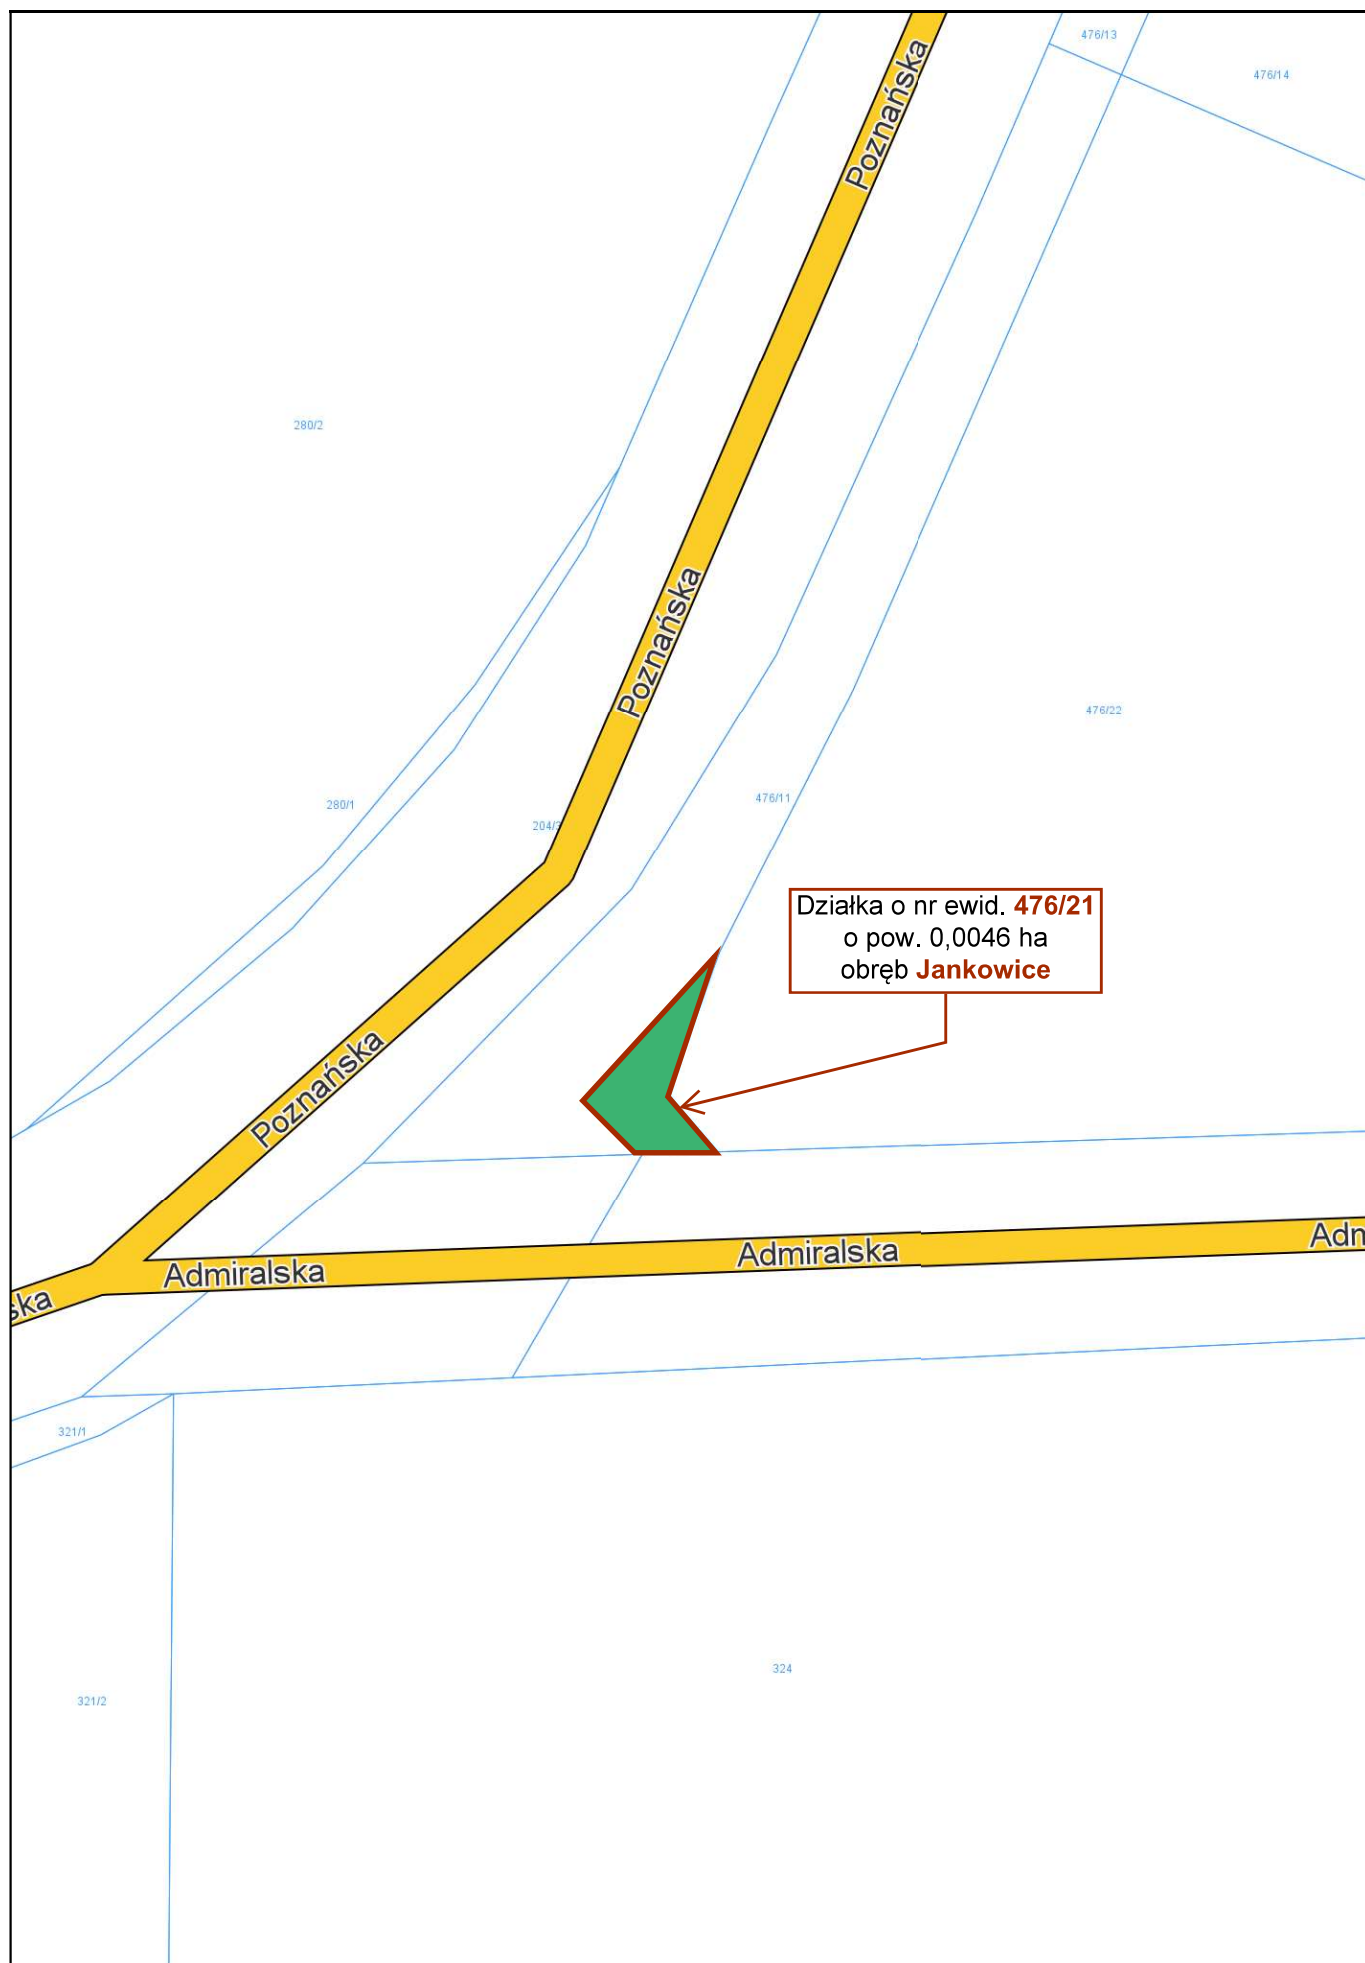 476/13
476/14
Poznańska
280/2
Poznańska
476/22
280/1
476/11
204/3
Działka o nr ewid. 476/21
o pow. 0,0046 ha
obręb Jankowice
Poznańska
Admiralska
Admiralska
Adm
ska
321/1
324
321/2